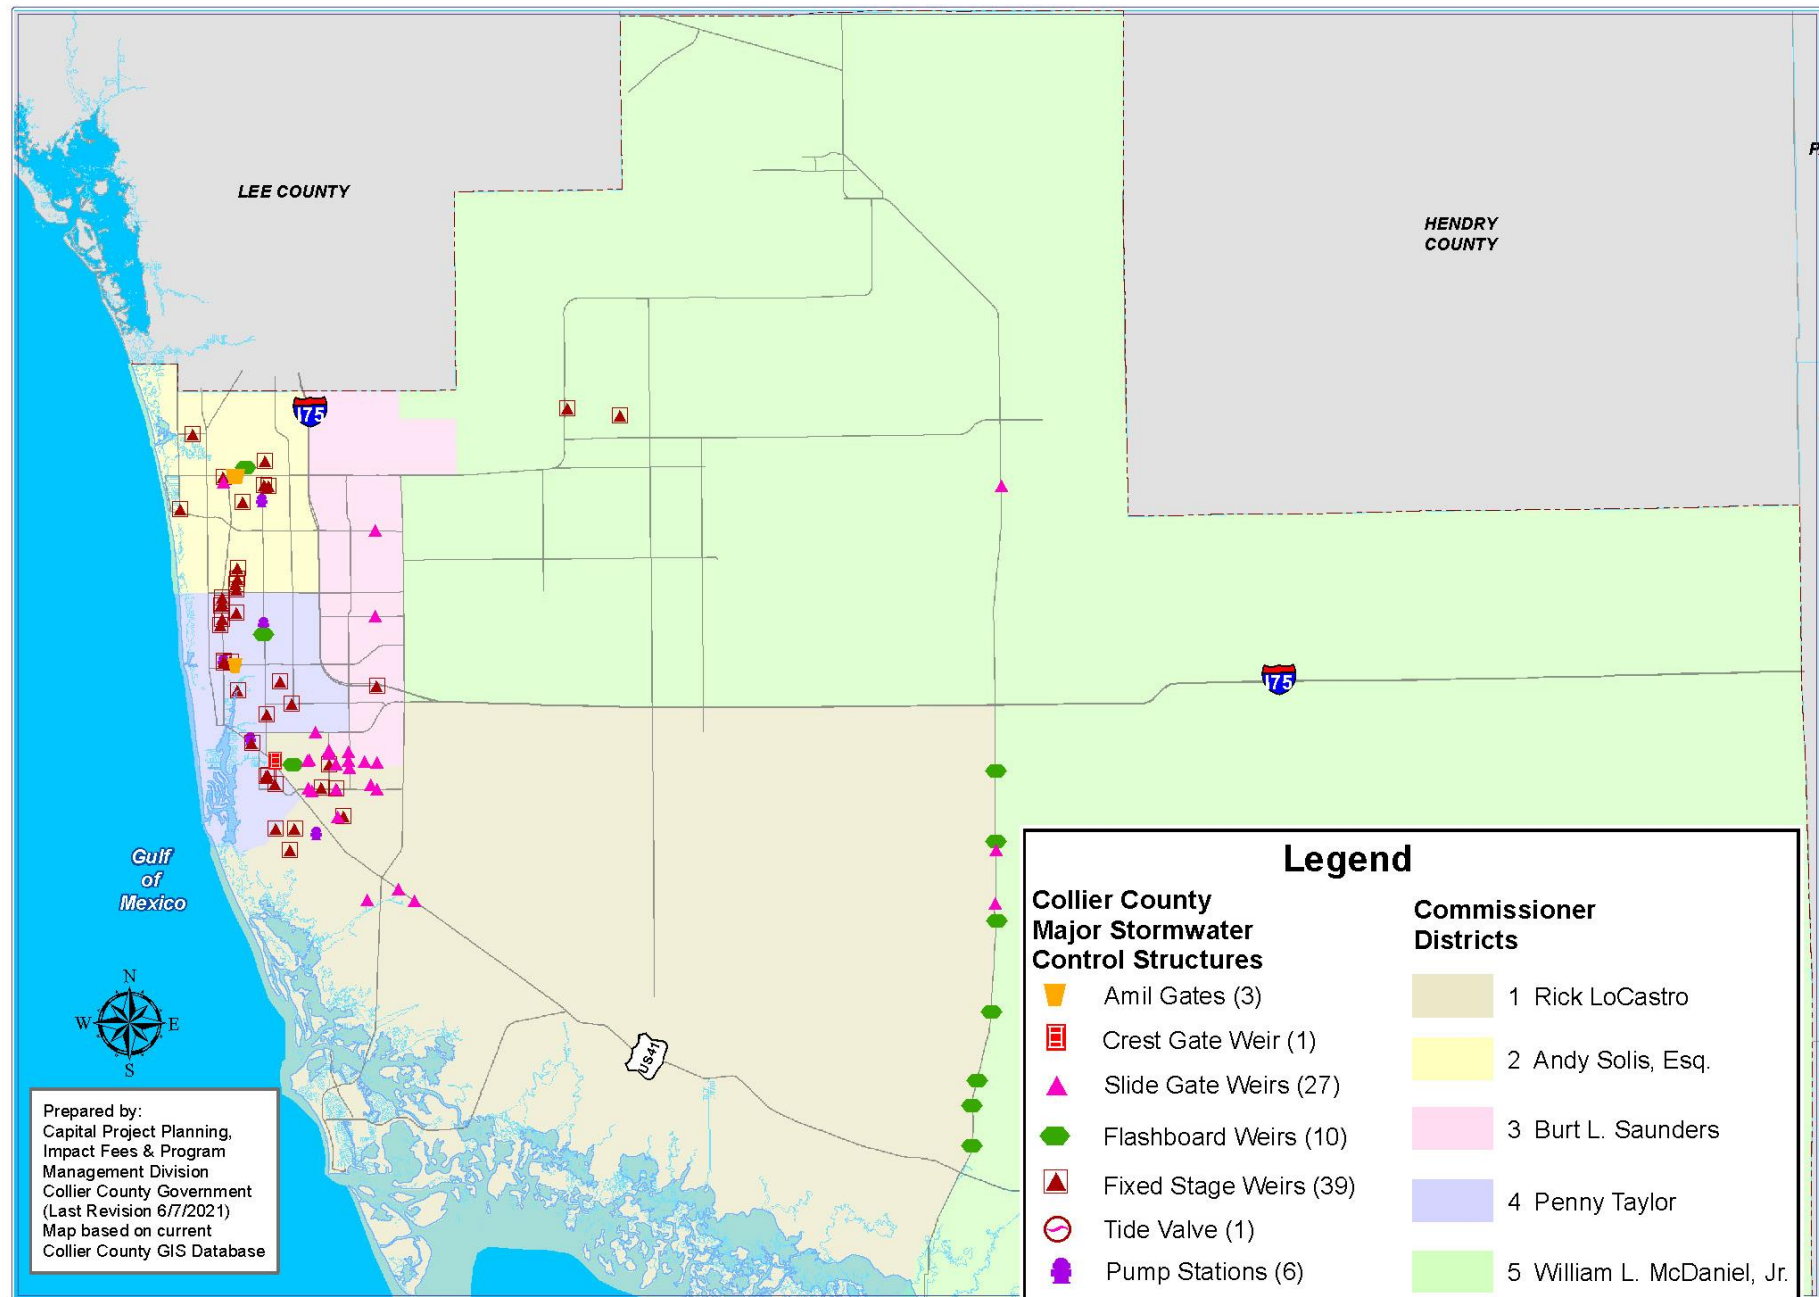 LEE COUNTY
HENDRY
COUNTY
P
175
175
Gulf
of
Mexico
N
W
E
S
US41
Prepared by:
Capital Project Planning,
Impact Fees & Program
Management Division
Collier County Government
(Last Revision 6/7/2021)
Map based on current
Collier County GIS Database
Legend
Collier County
Major Stormwater
Control Structures
Amil Gates (3)
Crest Gate Weir (1)
Slide Gate Weirs (27)
Flashboard Weirs (10)
Fixed Stage Weirs (39)
Tide Valve (1)
Pump Stations (6)
Commissioner
Districts
1 Rick LoCastro
2 Andy Solis, Esq.
3 Burt L. Saunders
4 Penny Taylor
5 William L. McDaniel, Jr.